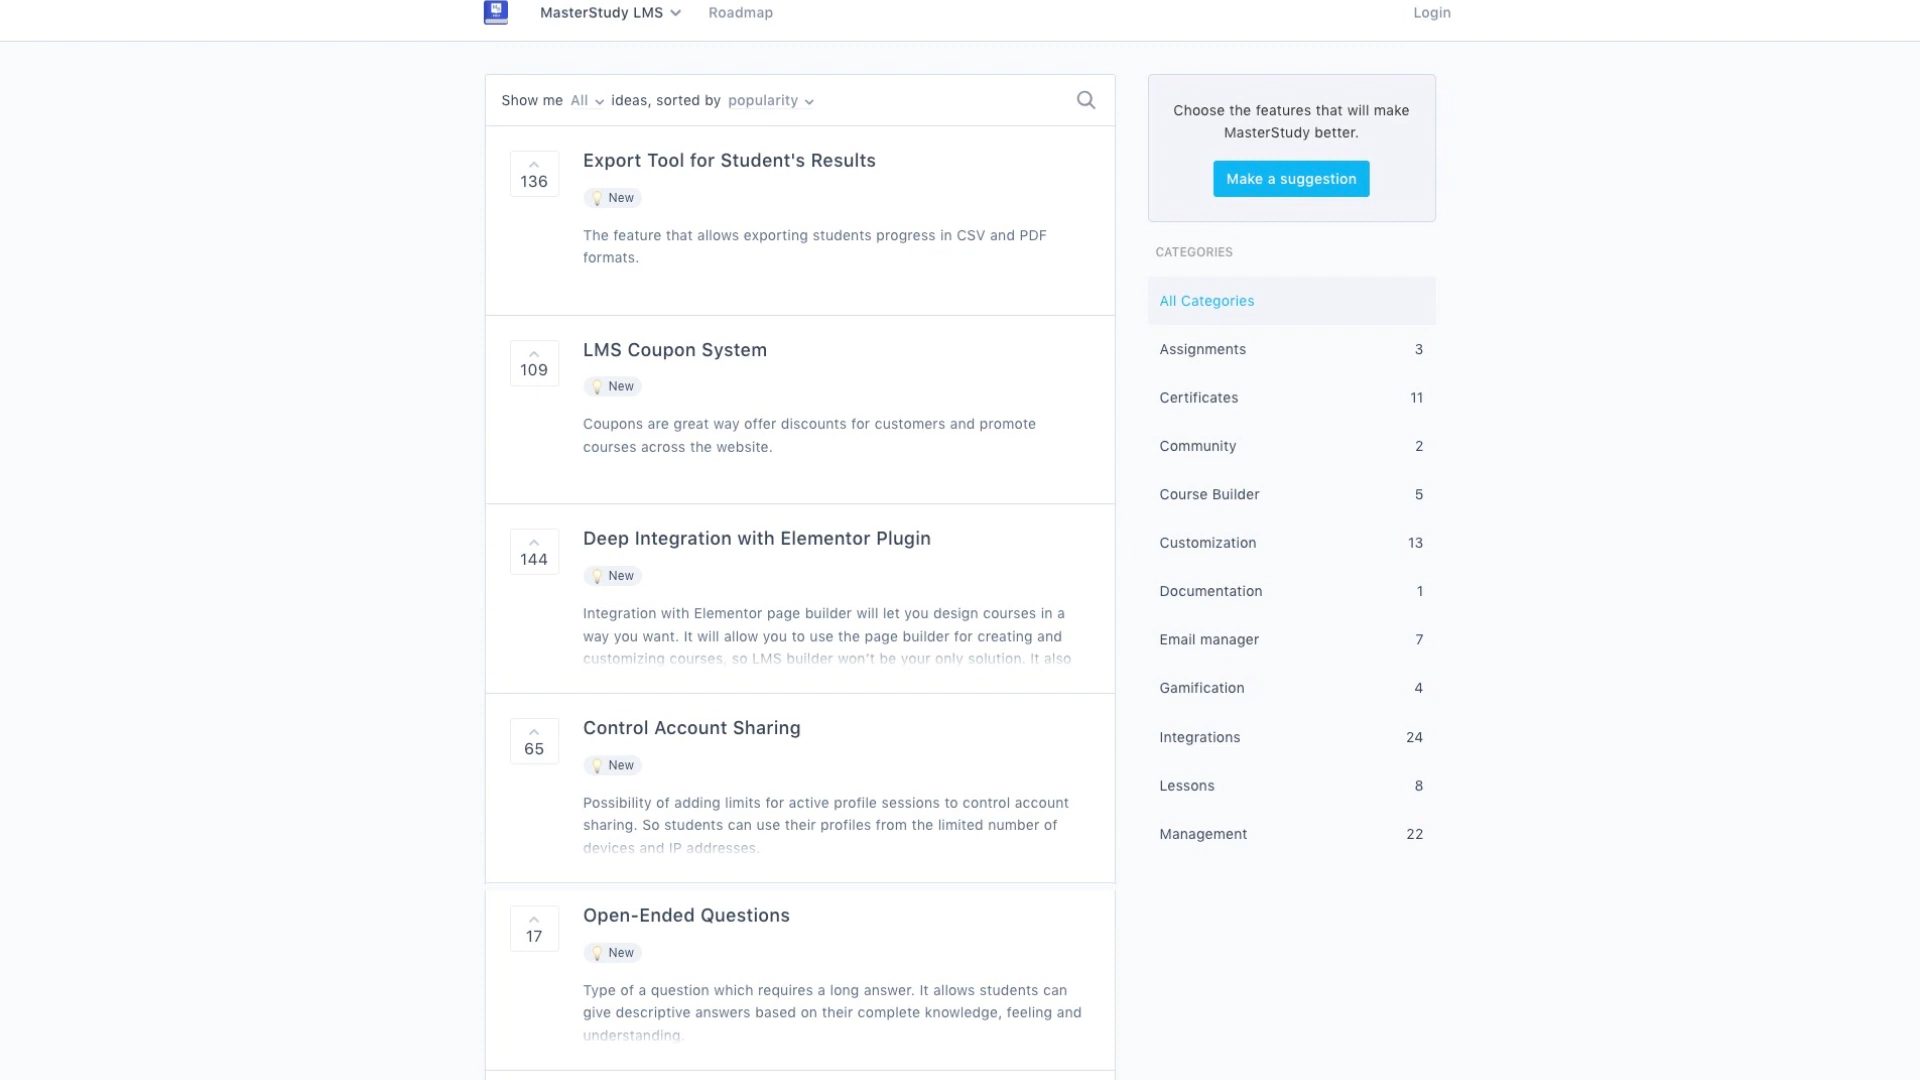 MasterStudy LMS
Roadmap
Login
Show me All ideas, sorted by popularity
136
Export Tool for Student's Results
New
The feature that allows exporting students progress in CSV and PDF
formats.
109
LMS Coupon System
New
Coupons are great way offer discounts for customers and promote
courses across the website.
144
Deep Integration with Elementor Plugin
New
Integration with Elementor page builder will let you design courses in a
way you want. It will allow you to use the page builder for creating and
customizing courses, so LMS builder won't be your only solution. It also
65
Control Account Sharing
New
Possibility of adding limits for active profile sessions to control account
sharing. So students can use their profiles from the limited number of
devices and IP addresses.
17
Open-Ended Questions
New
Type of a question which requires a long answer. It allows students can
give descriptive answers based on their complete knowledge, feeling and
understanding.
Choose the features that will make
MasterStudy better.
Make a suggestion
CATEGORIES
All Categories
Assignments 3
Certificates 11
Community 2
Course Builder 5
Customization 13
Documentation 1
Email manager 7
Gamification 4
Integrations 24
Lessons 8
Management 22